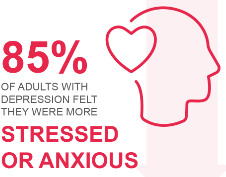 85%
OF ADULTS WITH
DEPRESSION FELT
THEY WERE MORE
STRESSED
OR ANXIOUS